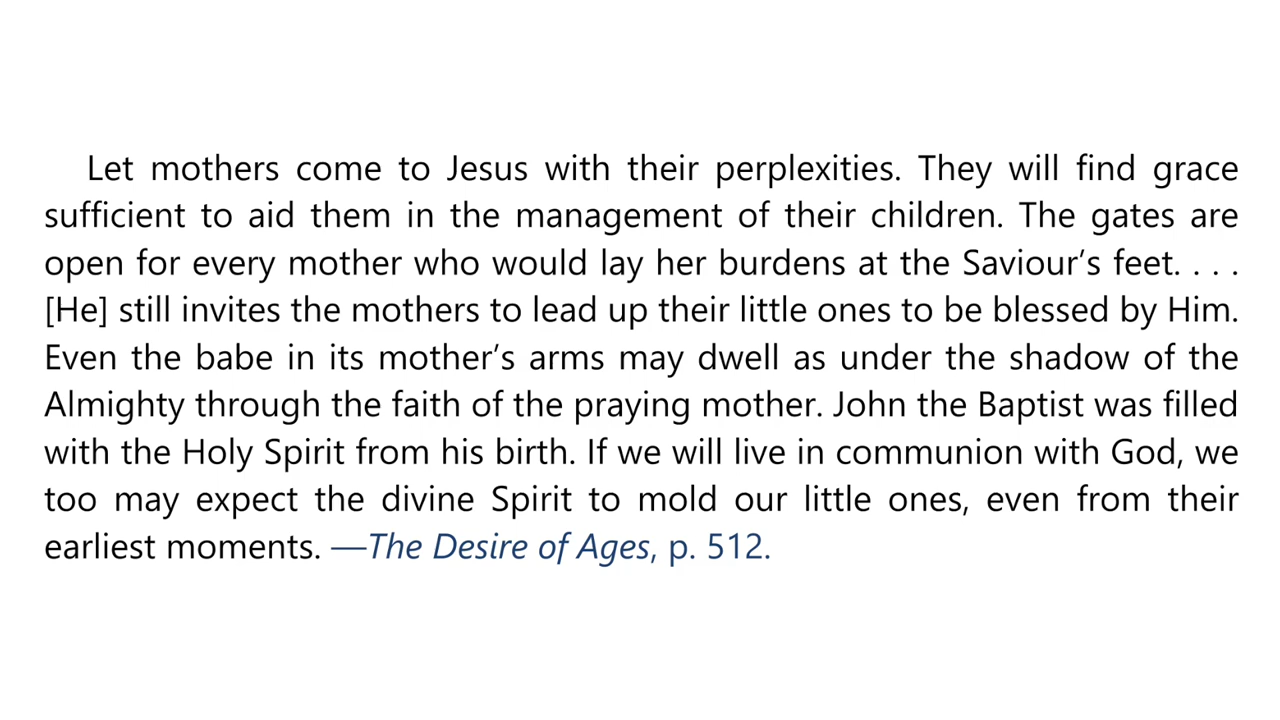 Let mothers come to Jesus with their perplexities. They will find grace
sufficient to aid them in the management of their children. The gates are
open for every mother who would lay her burdens at the Saviour’s feet. . . .
[He] still invites the mothers to lead up their little ones to be blessed by Him.
Even the babe in its mother’s arms may dwell as under the shadow of the
Almighty through the faith of the praying mother. John the Baptist was filled
with the Holy Spirit from his birth. If we will live in communion with God, we
too may expect the divine Spirit to mold our little ones, even from their
earliest moments. —The Desire of Ages, p. 512.